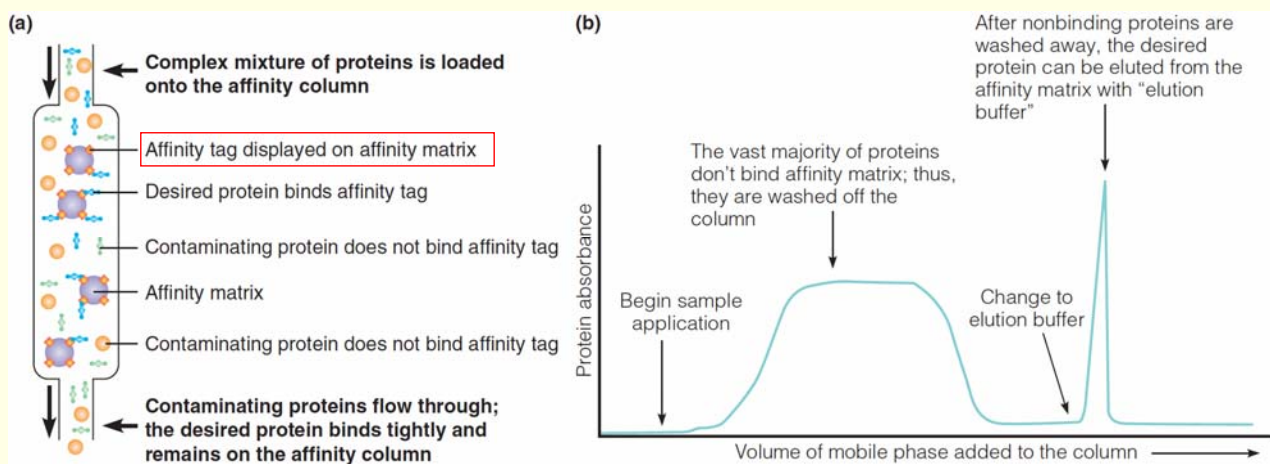 (a)
Complex mixture of proteins is loaded
onto the affinity column
Affinity tag displayed on affinity matrix
Desired protein binds affinity tag
Contaminating protein does not bind affinity tag
Affinity matrix
Contaminating protein does not bind affinity tag
Contaminating proteins flow through;
the desired protein binds tightly and
remains on the affinity column
(b)
After nonbinding proteins are
washed away, the desired
protein can be eluted from the
affinity matrix with “elution
buffer”
The vast majority of proteins
don’t bind affinity matrix; thus,
they are washed off the
column
Begin sample
application
Change to
elution buffer
Protein absorbance
Volume of mobile phase added to the column